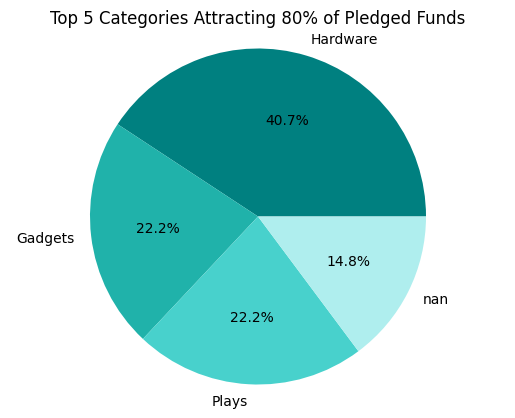 Top 5 Categories Attracting 80% of Pledged Funds
Hardware
40.7%
Gadgets
22.2%
14.8%
nan
22.2%
Plays